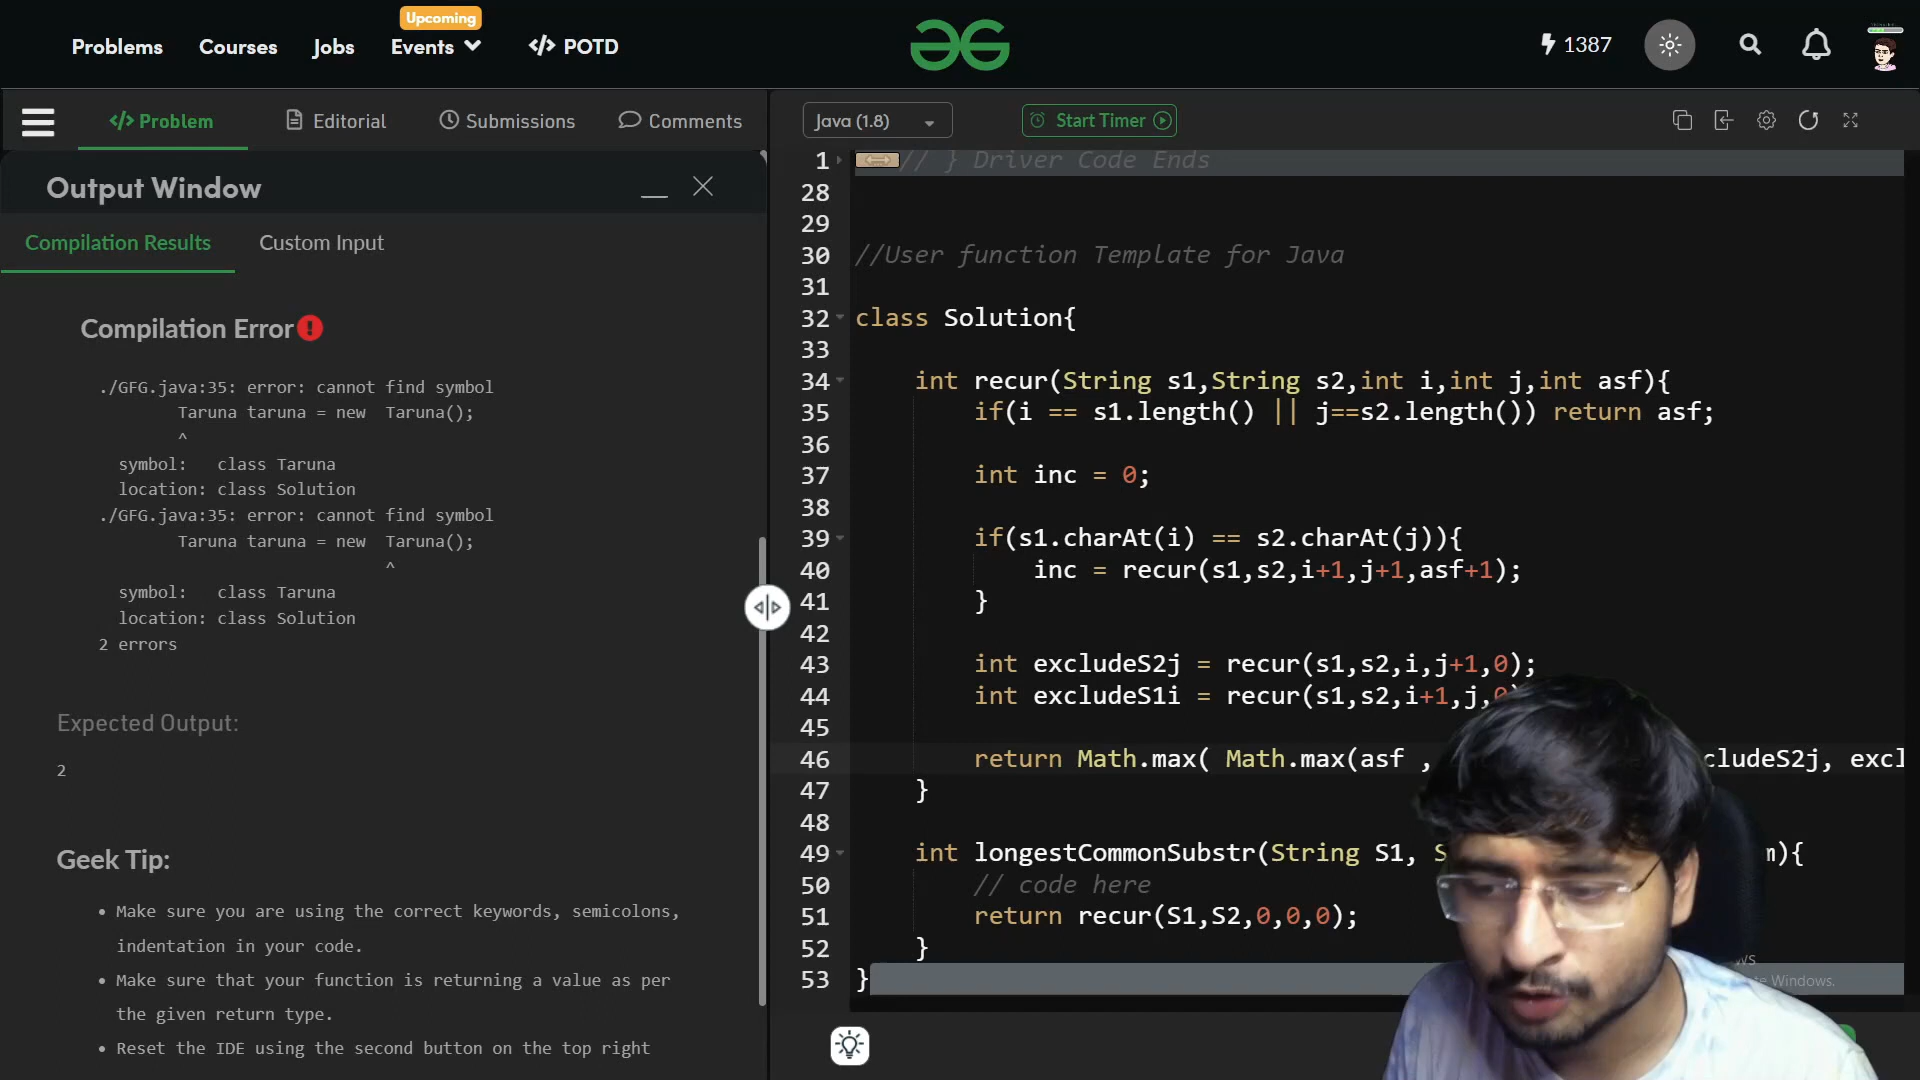 Upcoming
Problems Courses Jobs Events </> POTD
1387
</> Problem Editorial Submissions Comments
Output Window
Compilation Results Custom Input
Compilation Error
./GFG.java:35: error: cannot find symbol
Taruna taruna = new  Taruna();
^
symbol:   class Taruna
location: class Solution
./GFG.java:35: error: cannot find symbol
Taruna taruna = new  Taruna();
^
symbol:   class Taruna
location: class Solution
2 errors
Expected Output:
2
Geek Tip:
• Make sure you are using the correct keywords, semicolons,
indentation in your code.
• Make sure that your function is returning a value as per
the given return type.
• Reset the IDE using the second button on the top right
Java (1.8) Start Timer
1 // } Driver Code Ends
28
29
30 //User function Template for Java
31
32 class Solution{
33
34 int recur(String s1,String s2,int i,int j,int asf){
35 if(i == s1.length() || j==s2.length()) return asf;
36
37 int inc = 0;
38
39 if(s1.charAt(i) == s2.charAt(j)){
40 inc = recur(s1,s2,i+1,j+1,asf+1);
41 }
42
43 int excludeS2j = recur(s1,s2,i,j+1,0);
44 int excludeS1i = recur(s1,s2,i+1,j,0
45
46 return Math.max( Math.max(asf , cludeS2j, excl
47 }
48
49 int longestCommonSubstr(String S1, S m){
50 // code here
51 return recur(S1,S2,0,0,0);
52 }
53 }
ws
te Windows.